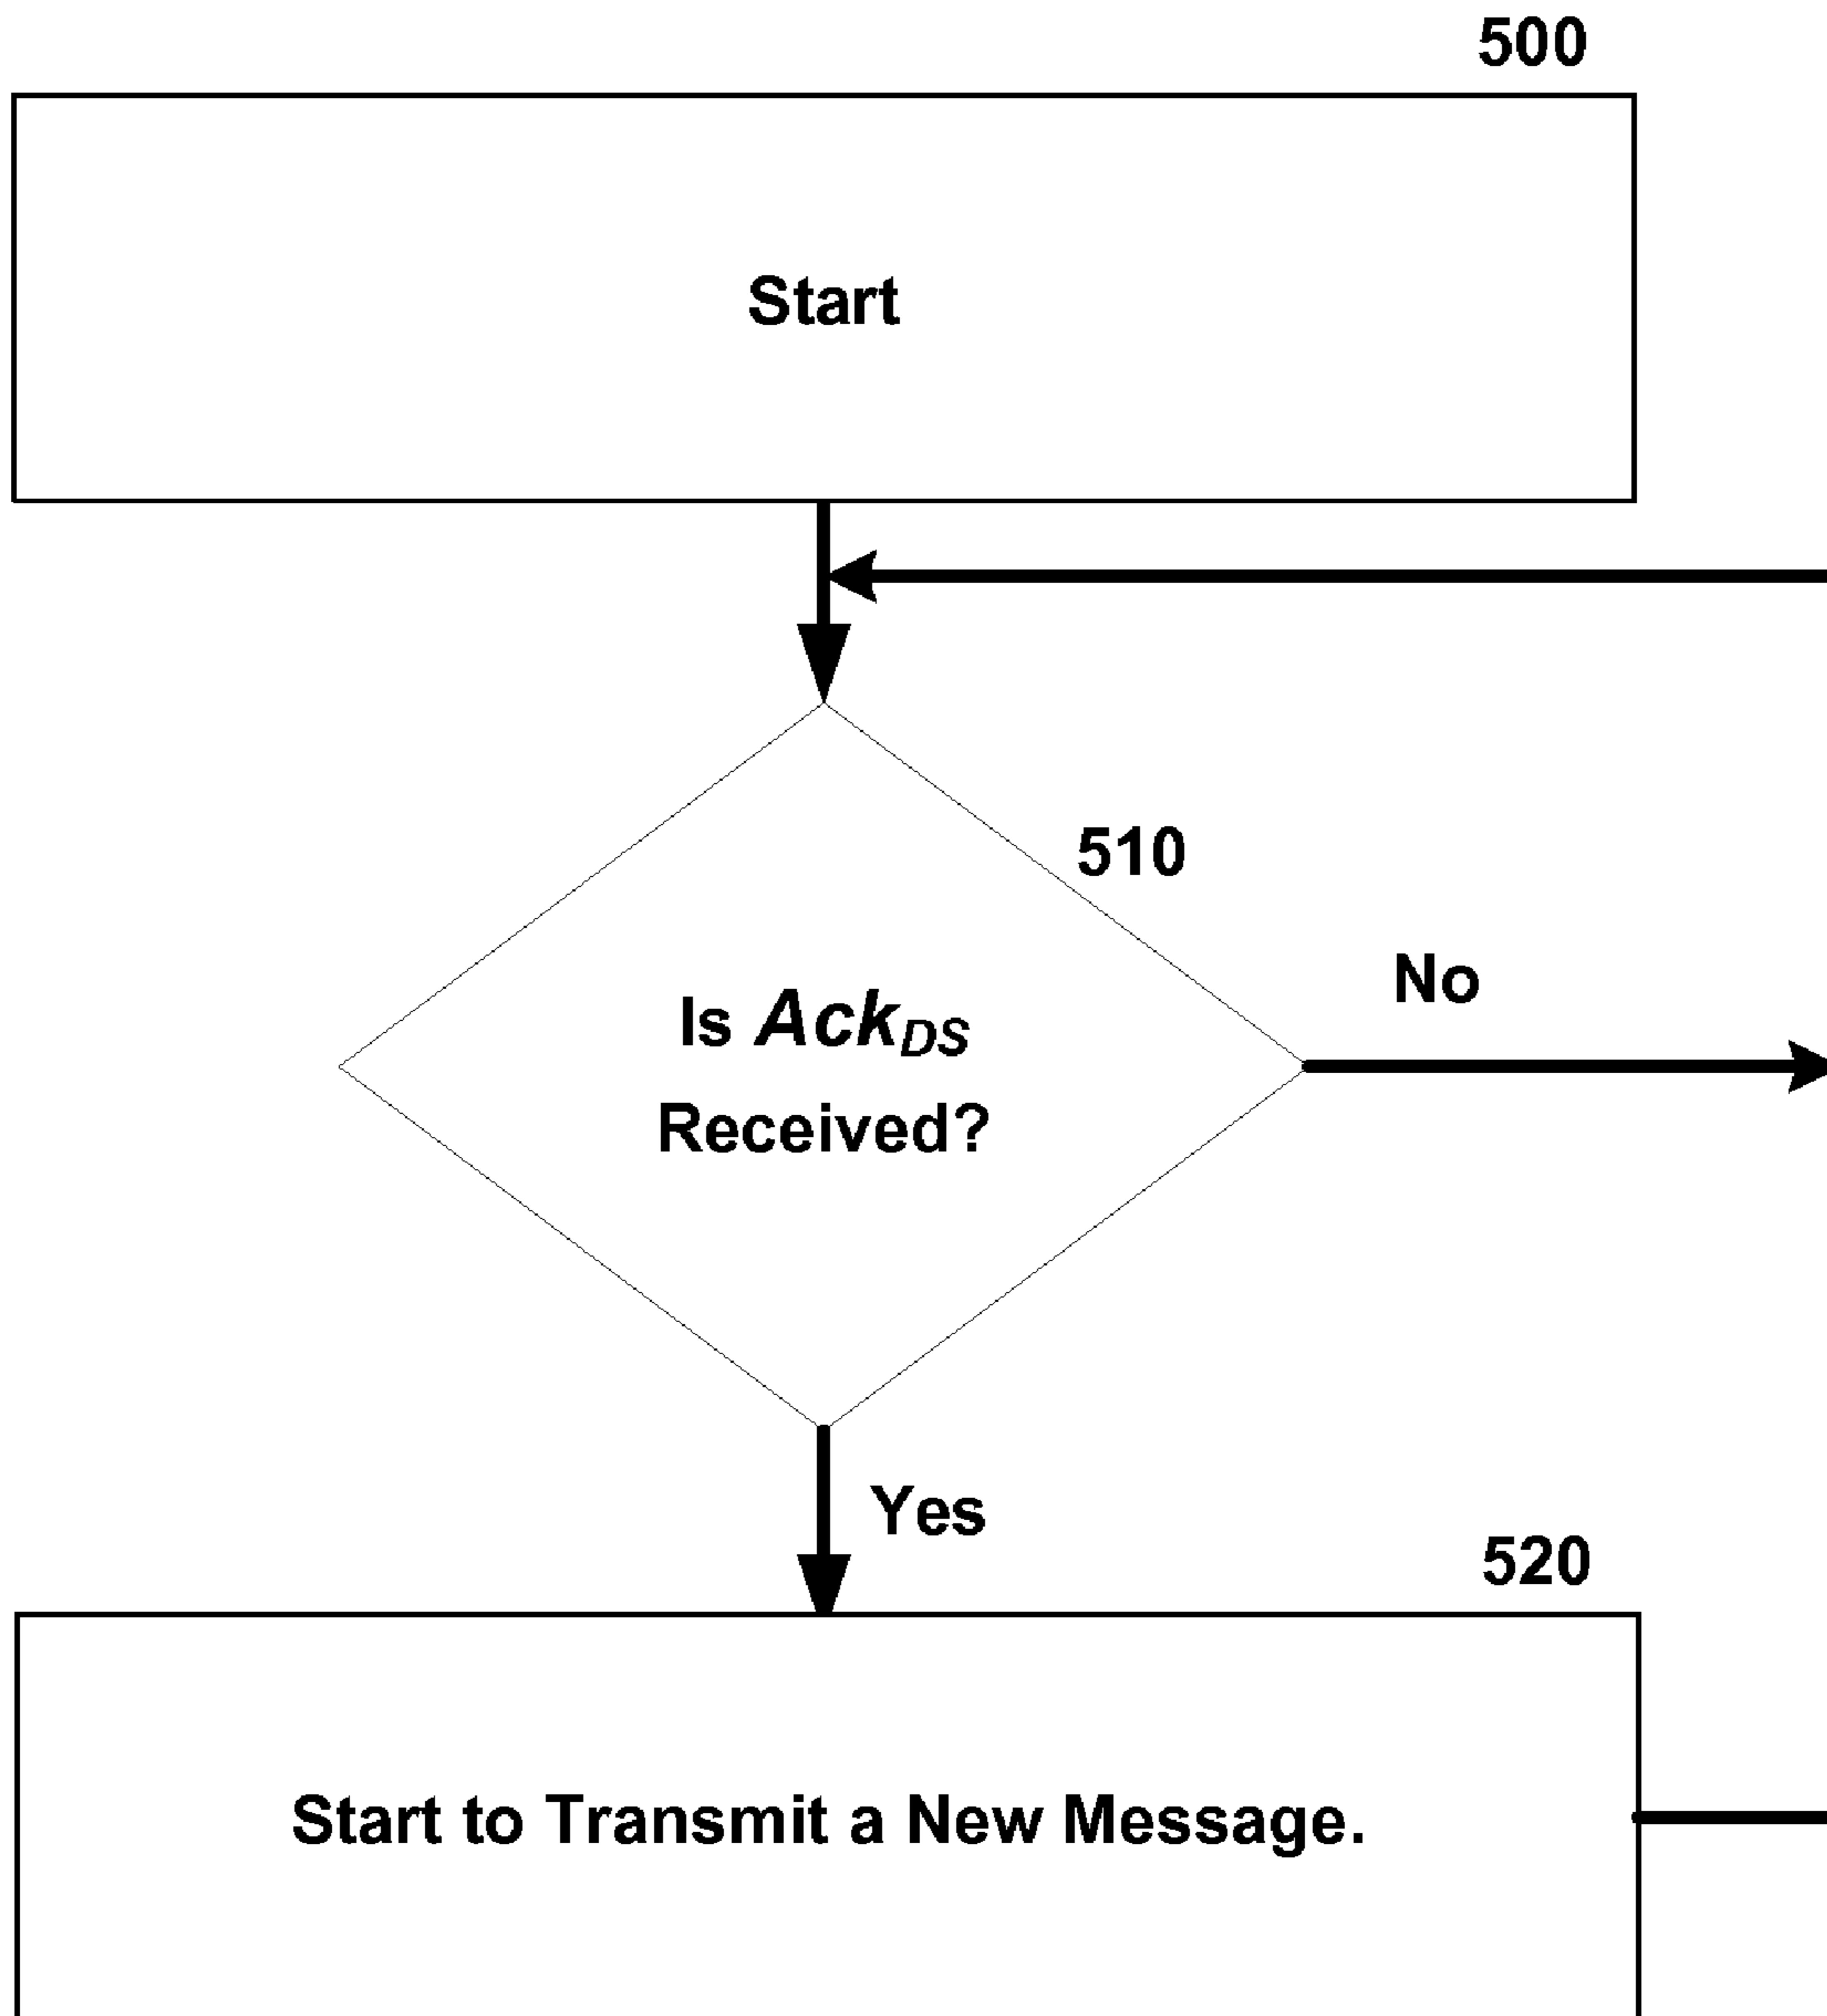 500
Start
510
No
Is AckDS
Received?
Yes
520
Start to Transmit a New Message.